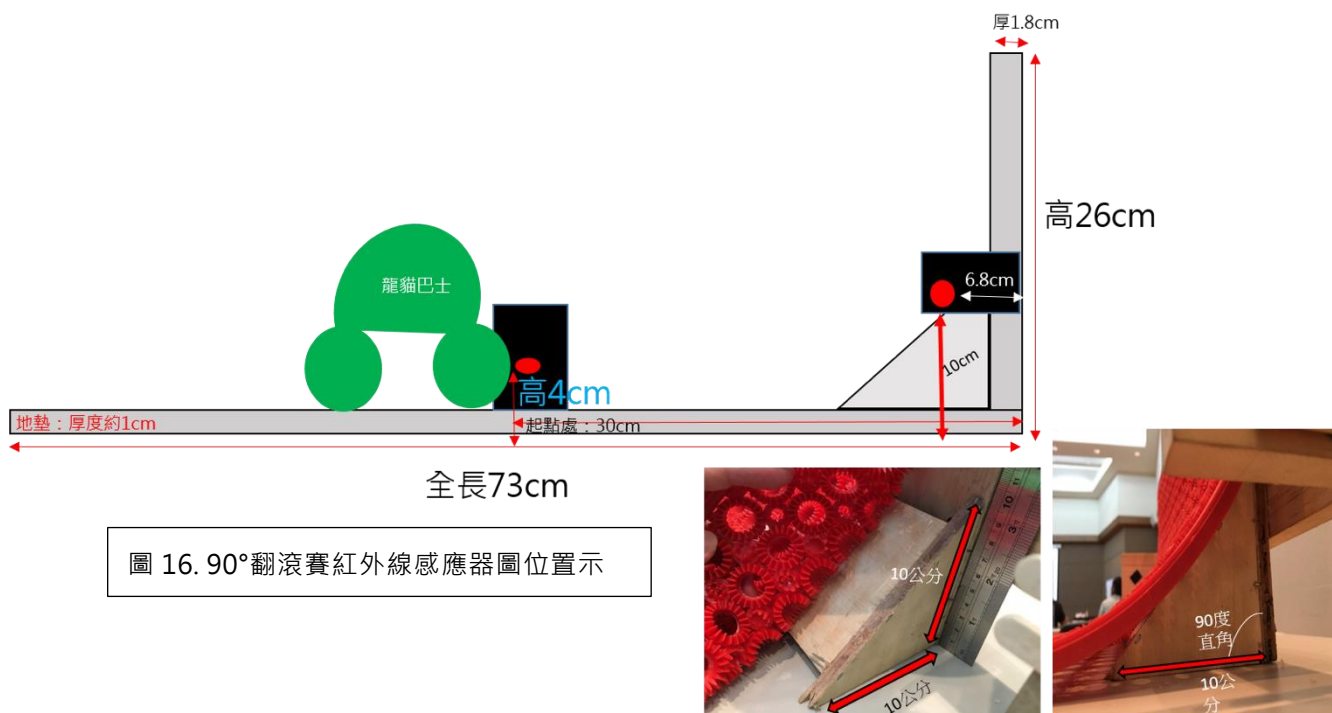 厚1.8cm
高26cm
6.8cm
龍貓巴士
10cm
高4cm
地墊：厚度約1cm
起點處：30cm
全長73cm
圖 16. 90°翻滾賽紅外線感應器圖位置示
10公分
10公分
90度
直角
10公
分